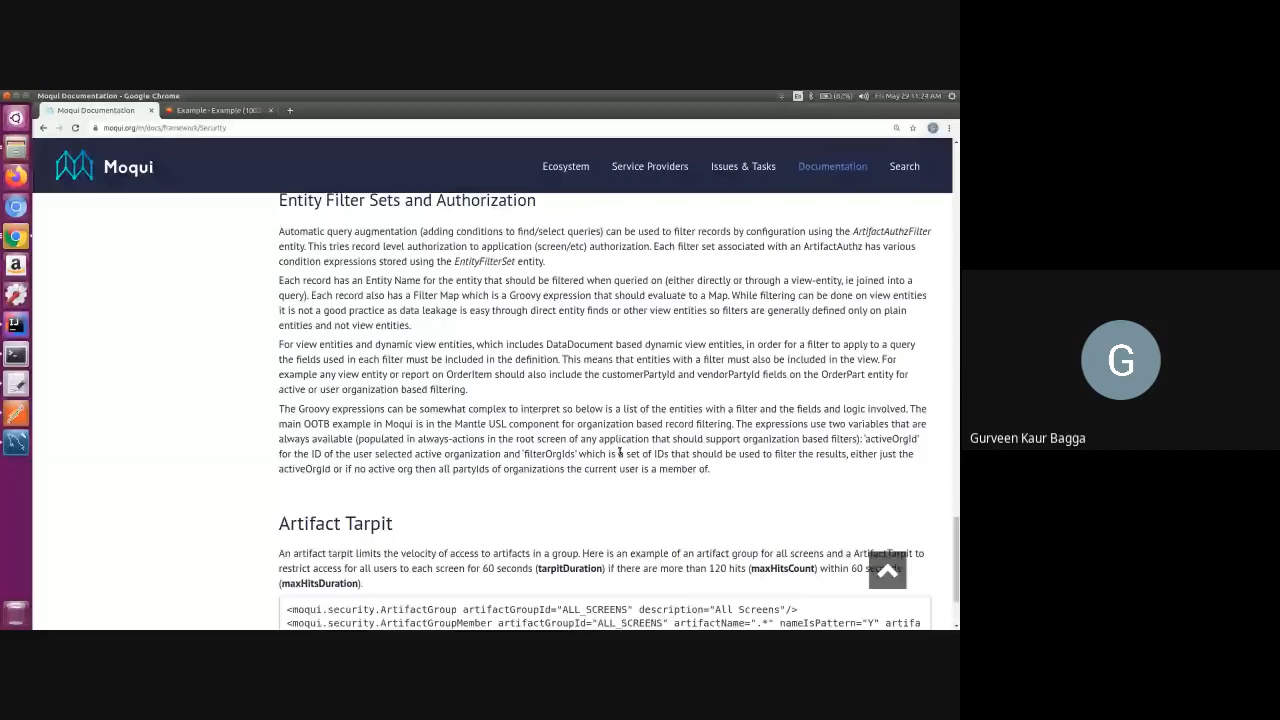 Moqui Documentation - Google Chrome
En
(82%)
Fri May 29 11:24 AM
Moqui Documentation
Example - Example (100
moqui.org/m/docs/framework/Security
Moqui
Ecosystem
Service Providers
Issues & Tasks
Documentation
Search
Entity Filter Sets and Authorization
Automatic query augmentation (adding conditions to find/select queries) can be used to filter records by configuration using the ArtifactAuthzFilter
entity. This tries record level authorization to application (screen/etc) authorization. Each filter set associated with an ArtifactAuthz has various
condition expressions stored using the EntityFilterSet entity.
Each record has an Entity Name for the entity that should be filtered when queried on (either directly or through a view-entity, ie joined into a
query). Each record also has a Filter Map which is a Groovy expression that should evaluate to a Map. While filtering can be done on view entities
it is not a good practice as data leakage is easy through direct entity finds or other view entities so filters are generally defined only on plain
entities and not view entities.
For view entities and dynamic view entities, which includes DataDocument based dynamic view entities, in order for a filter to apply to a query
the fields used in each filter must be included in the definition. This means that entities with a filter must also be included in the view. For
example any view entity or report on OrderItem should also include the customerPartyId and vendorPartyId fields on the OrderPart entity for
active or user organization based filtering.
The Groovy expressions can be somewhat complex to interpret so below is a list of the entities with a filter and the fields and logic involved. The
main OOTB example in Moqui is in the Mantle USL component for organization based record filtering. The expressions use two variables that are
always available (populated in always-actions in the root screen of any application that should support organization based filters): 'activeOrgId'
for the ID of the user selected active organization and 'filterOrgIds' which is a set of IDs that should be used to filter the results, either just the
activeOrgId or if no active org then all partyIds of organizations the current user is a member of.
Artifact Tarpit
An artifact tarpit limits the velocity of access to artifacts in a group. Here is an example of an artifact group for all screens and a ArtifactTarpit to
restrict access for all users to each screen for 60 seconds (tarpitDuration) if there are more than 120 hits (maxHitsCount) within 60 seconds
(maxHitsDuration).
<moqui.security.ArtifactGroup artifactGroupId="ALL_SCREENS" description="All Screens"/>
<moqui.security.ArtifactGroupMember artifactGroupId="ALL_SCREENS" artifactName=".*" nameIsPattern="Y" artifa
G
Gurveen Kaur Bagga